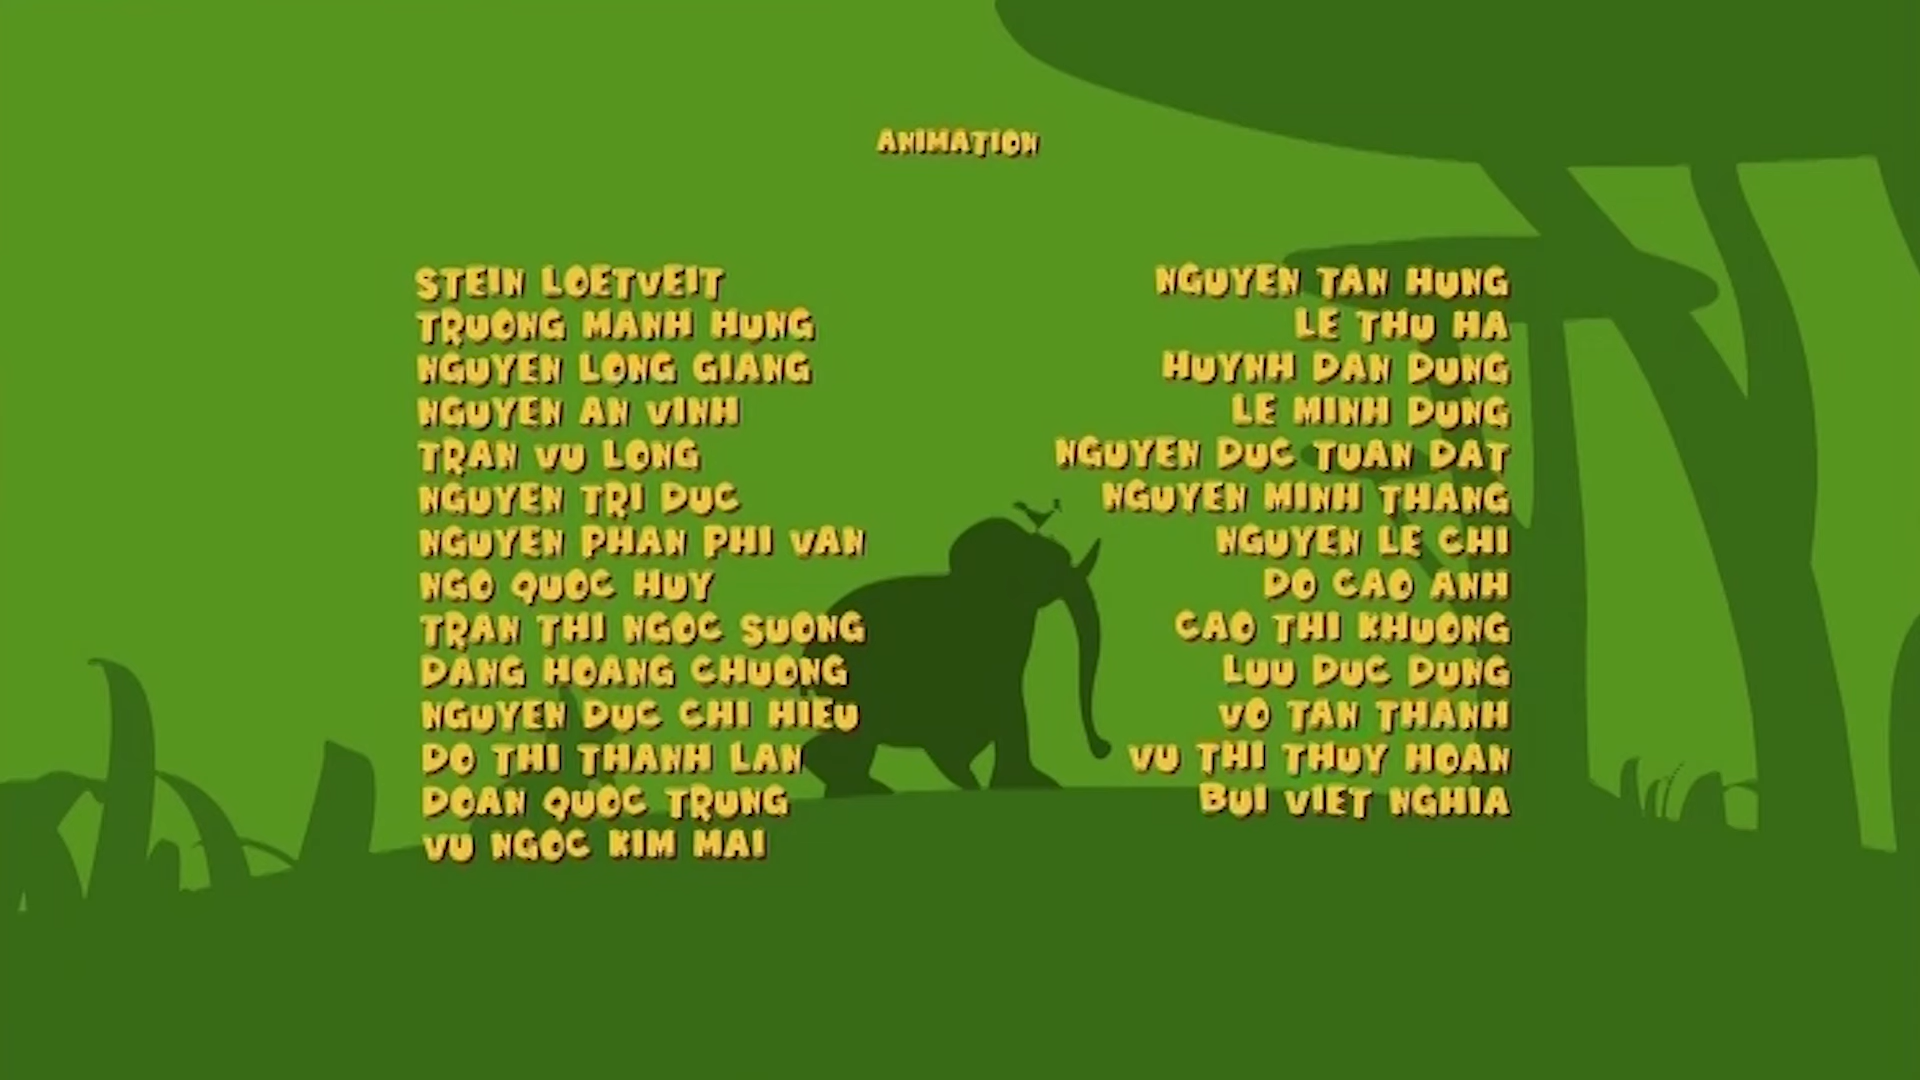 ANIMATION
STEIN LOETVEIT
TRUONG MANH HUNG
NGUYEN LONG GIANG
NGUYEN AN VINH
TRAN VU LONG
NGUYEN TRI DUC
NGUYEN PHAN PHI VAN
NGO QUOC HUY
TRAN THI NGOC SUONG
DANG HOANG CHUONG
NGUYEN DUC CHI HIEU
DO THI THANH LAN
DOAN QUOC TRUNG
VU NGOC KIM MAI
NGUYEN TAN HUNG
LE THU HA
HUYNH DAN DUNG
LE MINH DUNG
NGUYEN DUC TUAN DAT
NGUYEN MINH THANG
NGUYEN LE CHI
DO CAO ANH
CAO THI KHUONG
LUU DUC DUNG
VO TAN THANH
VU THI THUY HOAN
BUI VIET NGHIA